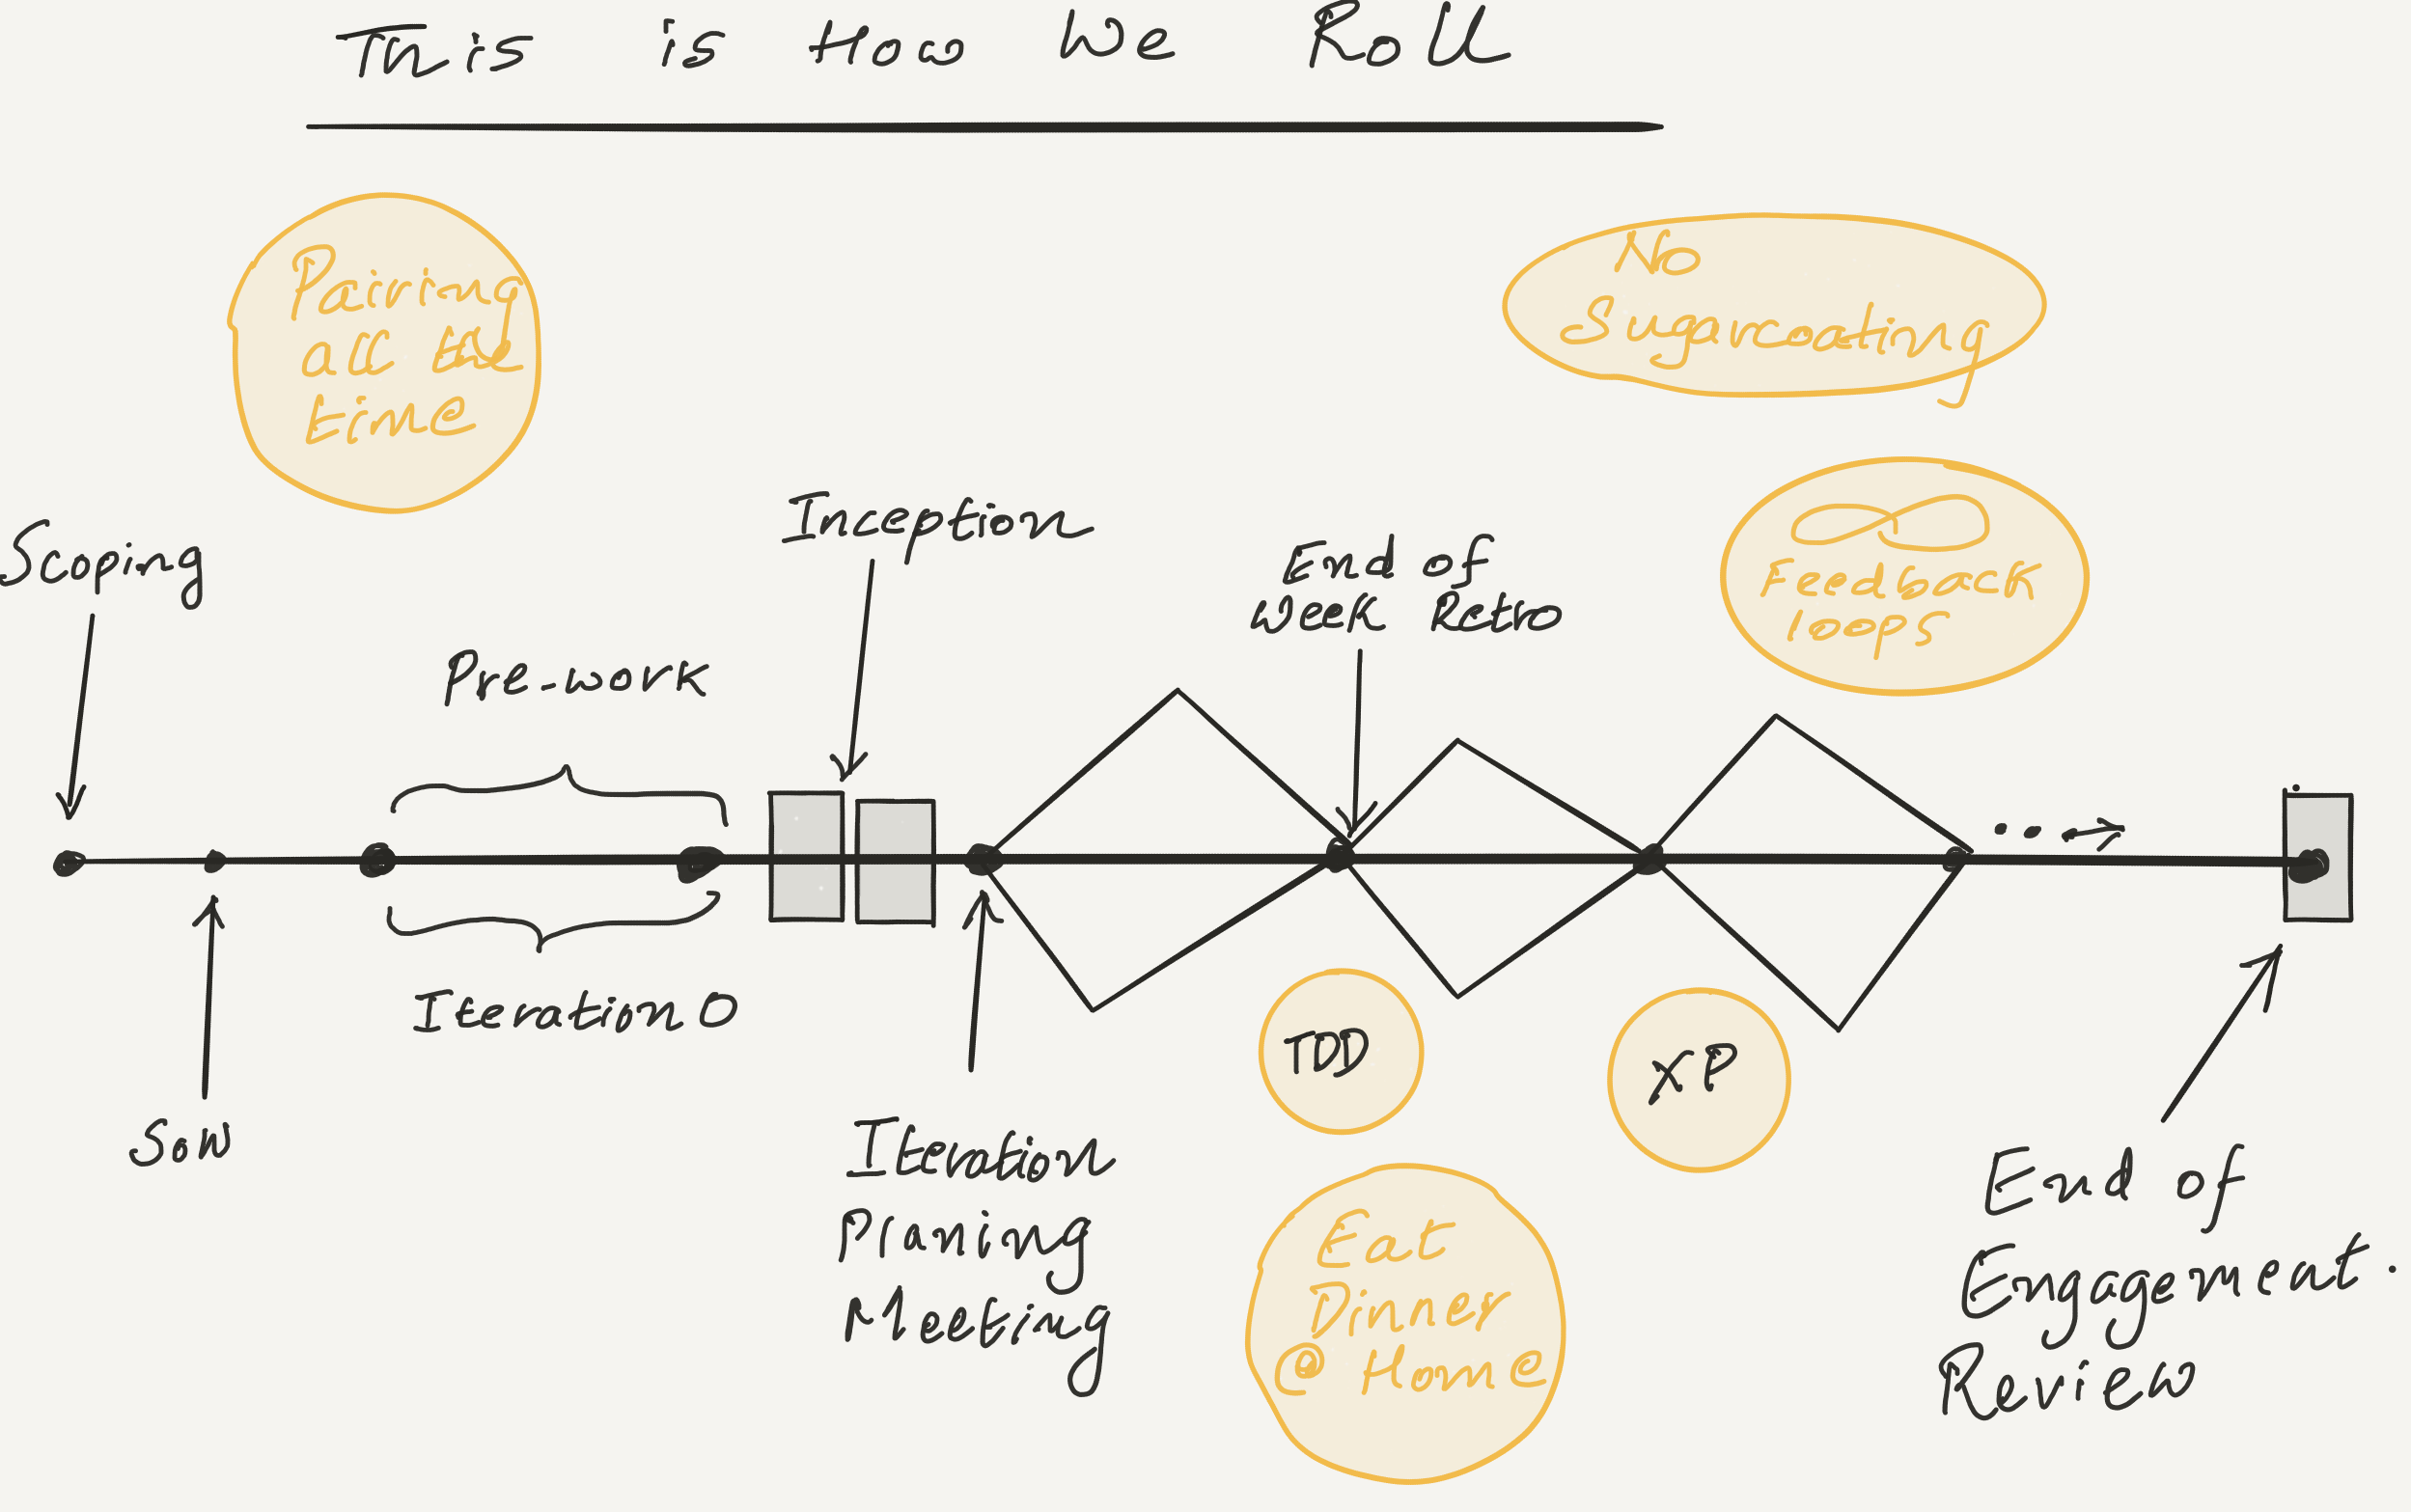 This is How We Roll
Pairing
all the
time
No
Sugarcoating
Feedback
loops
Scoping
Inception
End of
week Retro
Pre-work
Iteration 0
SoW
TDD
XP
Iteration
Planing
Meeting
Eat
Dinner
@ Home
End of
Engagement.
Review